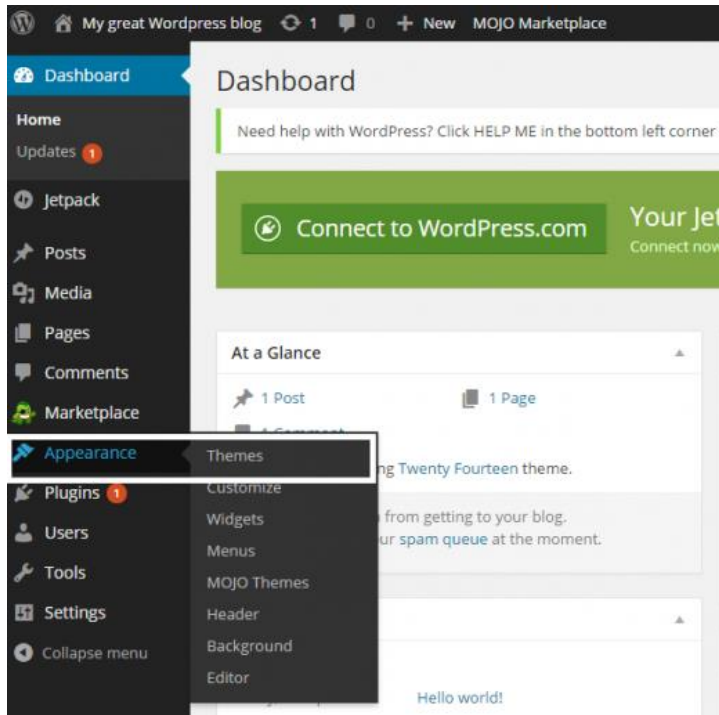 My great Wordpress blog 1 0 + New MOJO Marketplace
Dashboard
Home
Updates 1
Jetpack
Posts
Media
Pages
Comments
Marketplace
Appearance
Plugins 1
Users
Tools
Settings
Collapse menu
Themes
Customize
Widgets
Menus
MOJO Themes
Header
Background
Editor
Dashboard
Need help with WordPress? Click HELP ME in the bottom left corner
Connect to WordPress.com
Your Jet
Connect now
At a Glance
1 Post 1 Page
1 Comment
ng Twenty Fourteen theme.
from getting to your blog.
ur spam queue at the moment.
Hello world!